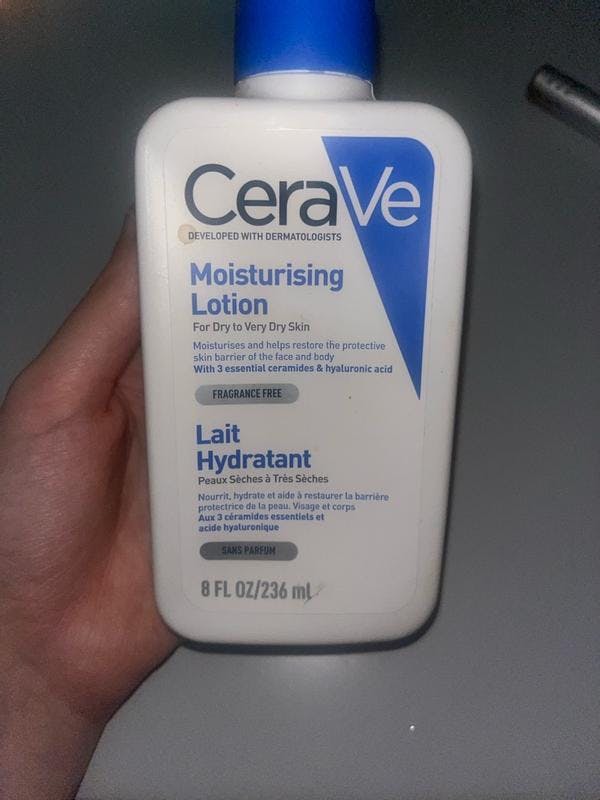 CeraVe
DEVELOPED WITH DERMATOLOGISTS
Moisturising
Lotion
For Dry to Very Dry Skin
Moisturises and helps restore the protective
skin barrier of the face and body
With 3 essential ceramides & hyaluronic acid
FRAGRANCE FREE
Lait
Hydratant
Peaux Sèches à Très Sèches
Nourrit, hydrate et aide à restaurer la barrière
protectrice de la peau. Visage et corps
Aux 3 céramides essentiels et
acide hyaluronique
SANS PARFUM
8 FL OZ/236 ml